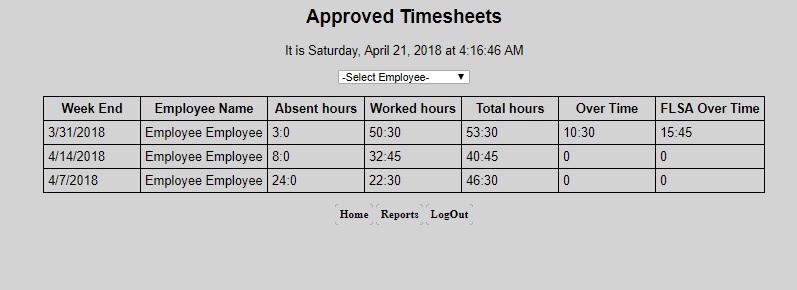 Approved Timesheets
It is Saturday, April 21, 2018 at 4:16:46 AM
-Select Employee-
Week End Employee Name Absent hours Worked hours Total hours Over Time FLSA Over Time
3/31/2018 Employee Employee 3:0 50:30 53:30 10:30 15:45
4/14/2018 Employee Employee 8:0 32:45 40:45 0 0
4/7/2018 Employee Employee 24:0 22:30 46:30 0 0
Home Reports LogOut